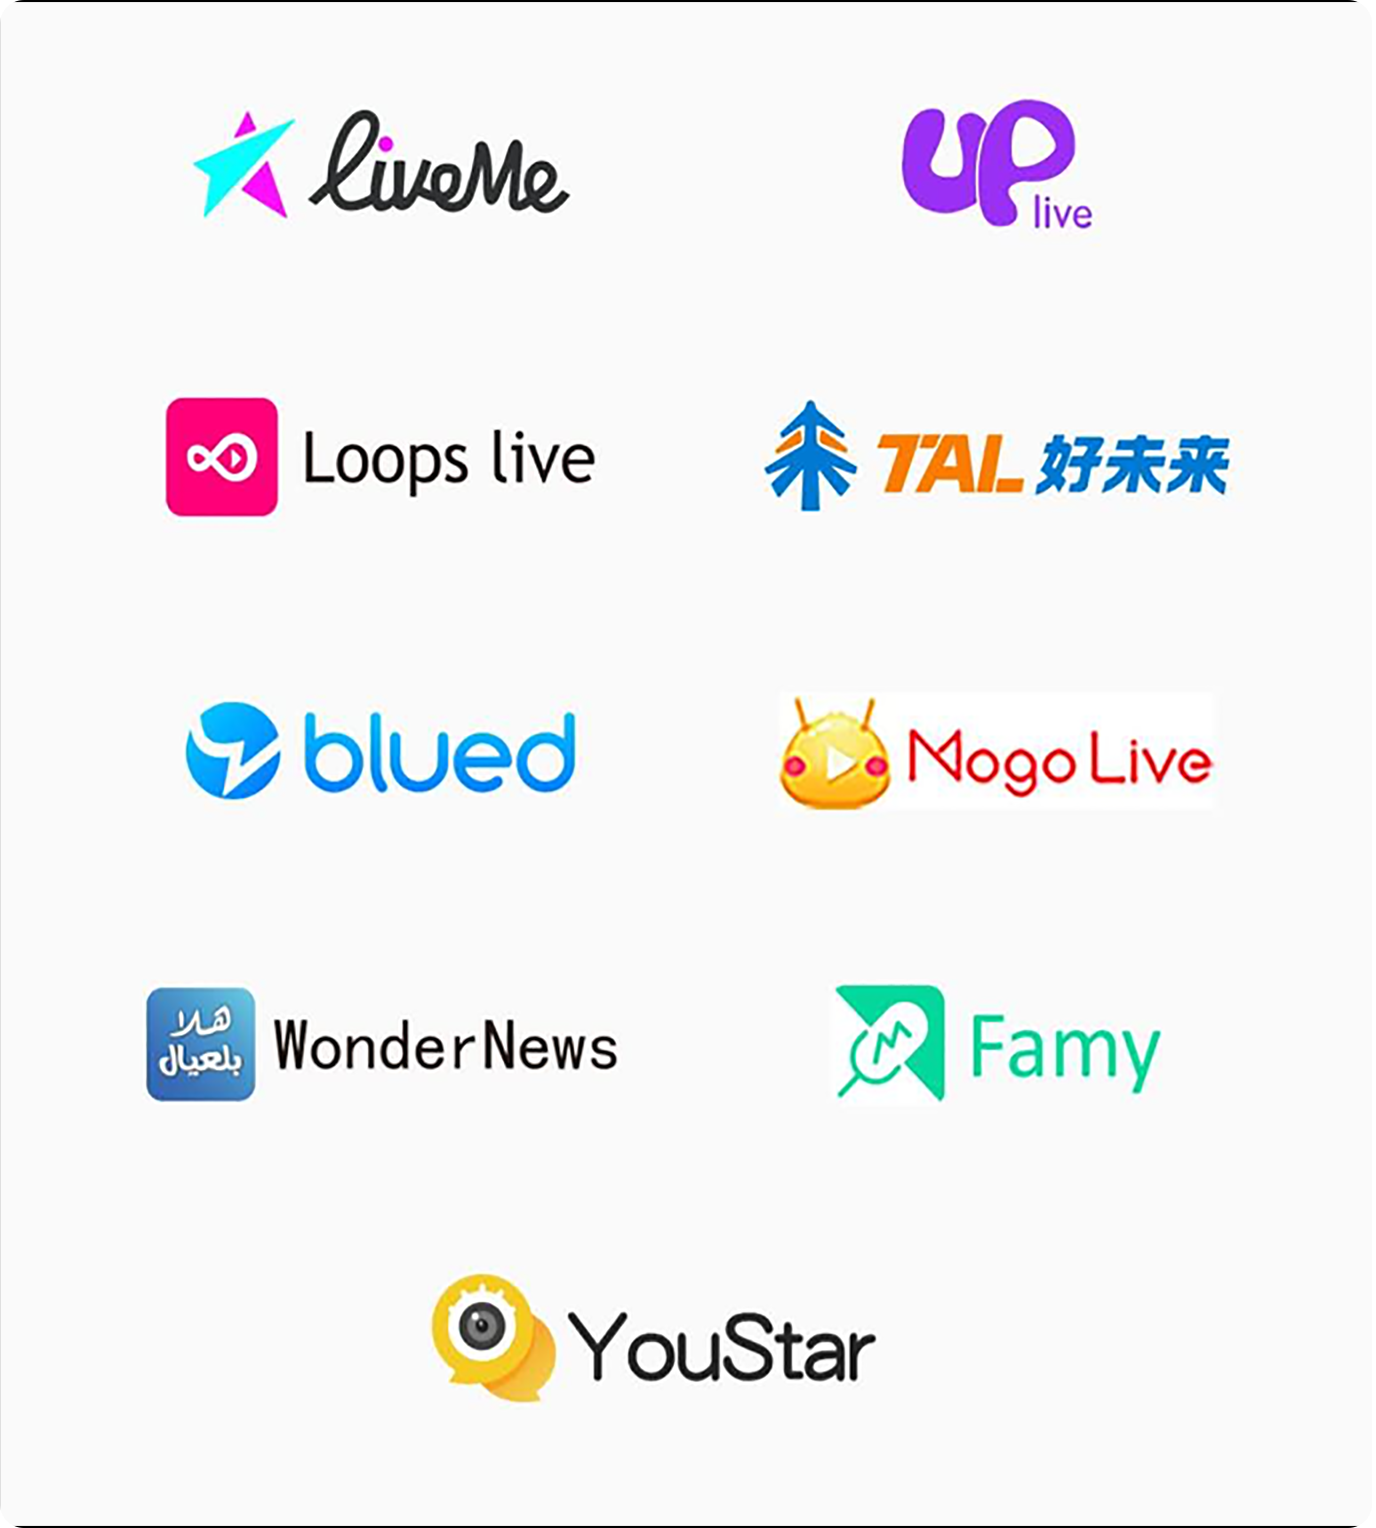 liveMe
UP
live
Loops live
TAL 好未来
blued
Mogo Live
هلا
بلعيال
WonderNews
Famy
YouStar